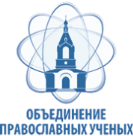 ОБЪЕДИНЕНИЕ
ПРАВОСЛАВНЫХ УЧЕНЫХ